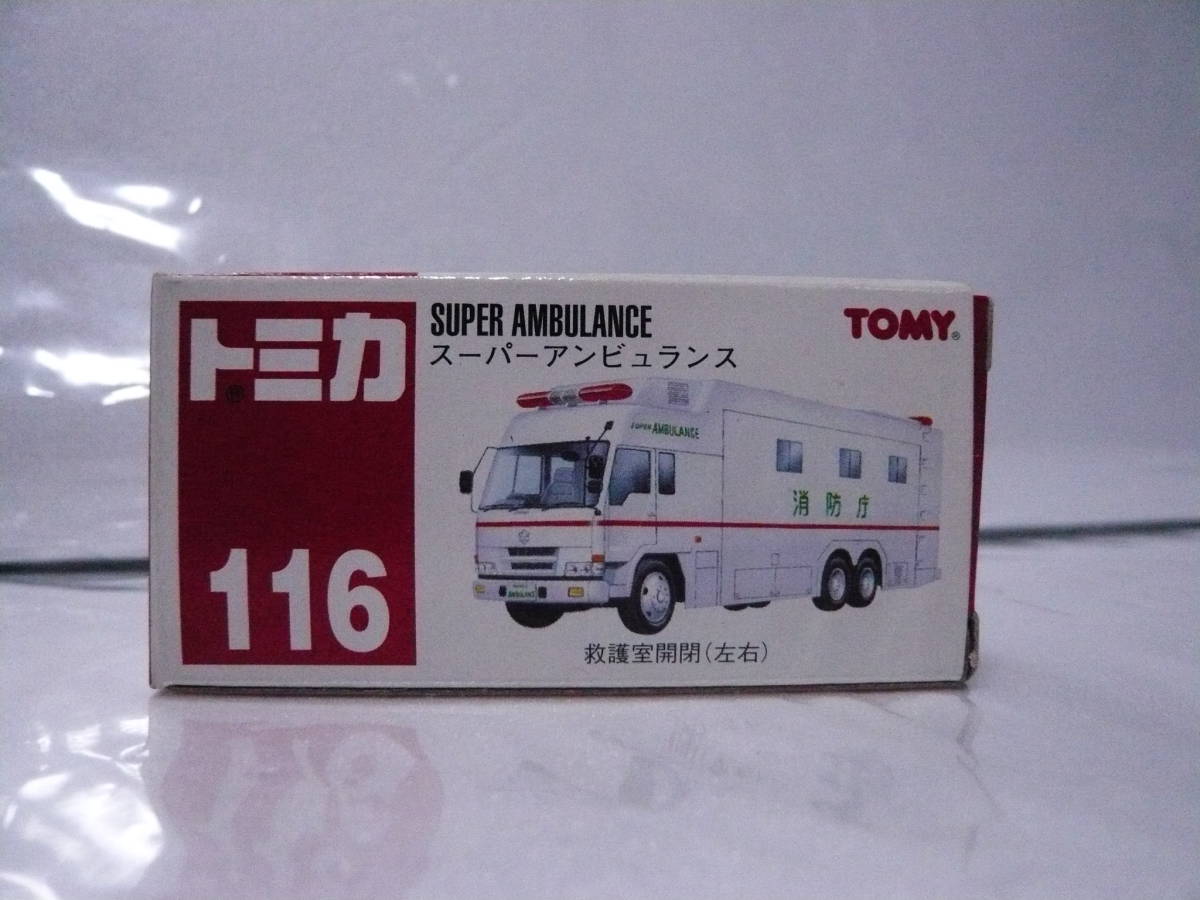 トミカ®
116
SUPER AMBULANCE
スーパーアンビュランス
TOMY®
SUPER AMBULANCE
消防庁
AMBULANCE
救護室開閉(左右)